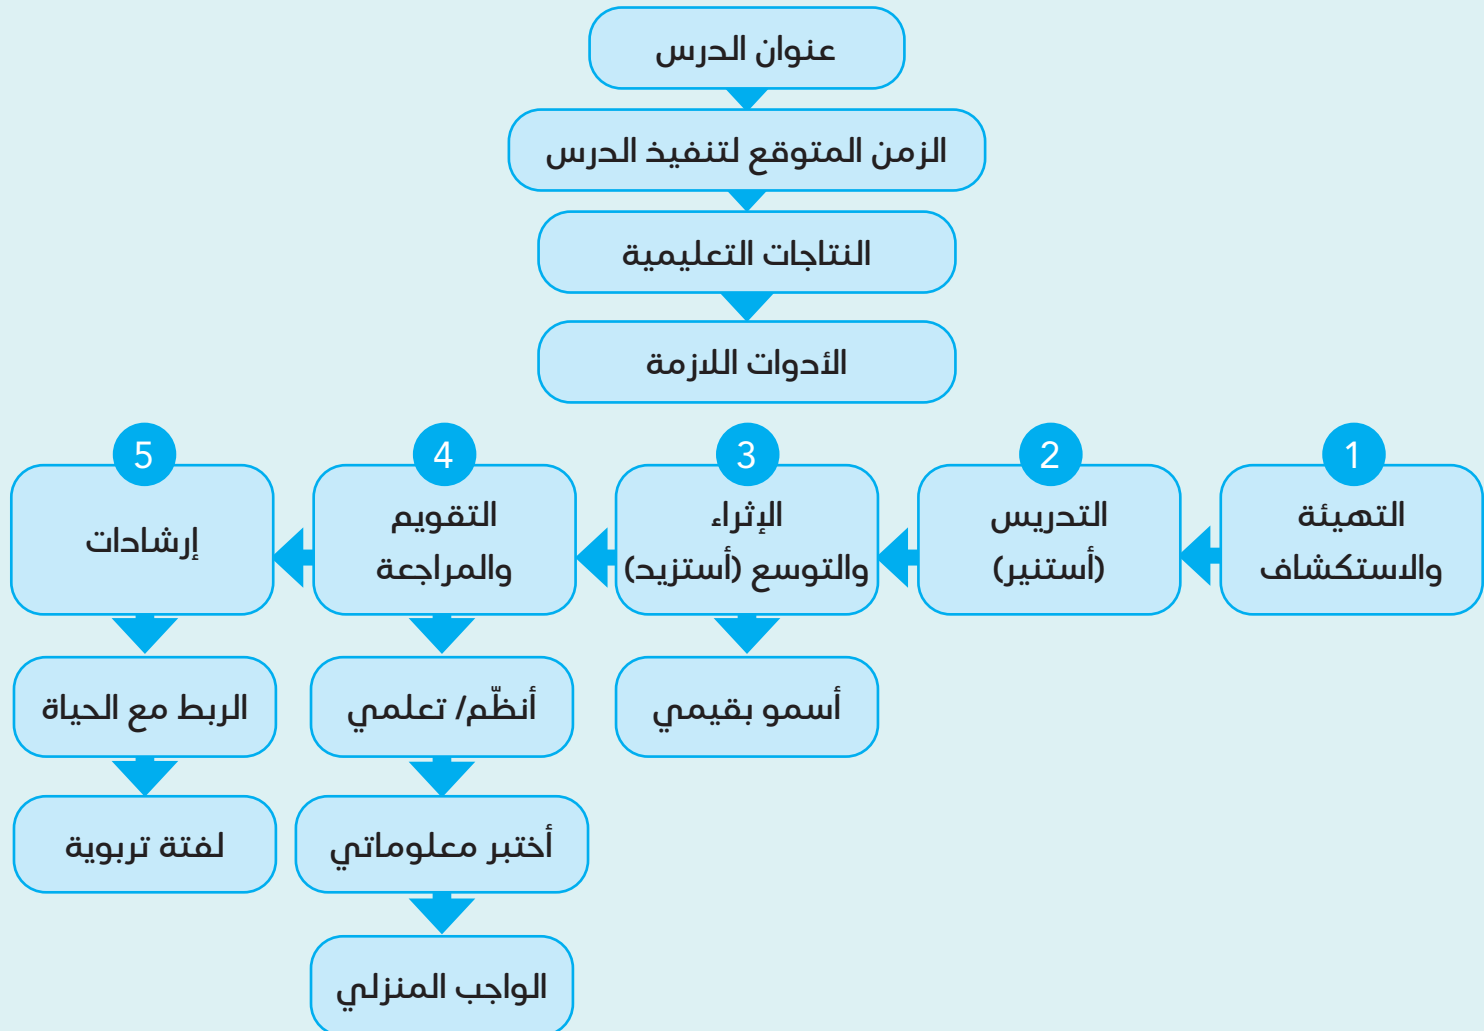 عنوان الدرس
الزمن المتوقع لتنفيذ الدرس
النتاجات التعليمية
الأدوات اللازمة
1
التهيئة
والاستكشاف
2
التدريس
(أستنير)
3
الإثراء
والتوسع (أستزيد)
أسمو بقيمي
4
التقويم
والمراجعة
أنظّم/ تعلمي
أختبر معلوماتي
الواجب المنزلي
5
إرشادات
الربط مع الحياة
لفتة تربوية